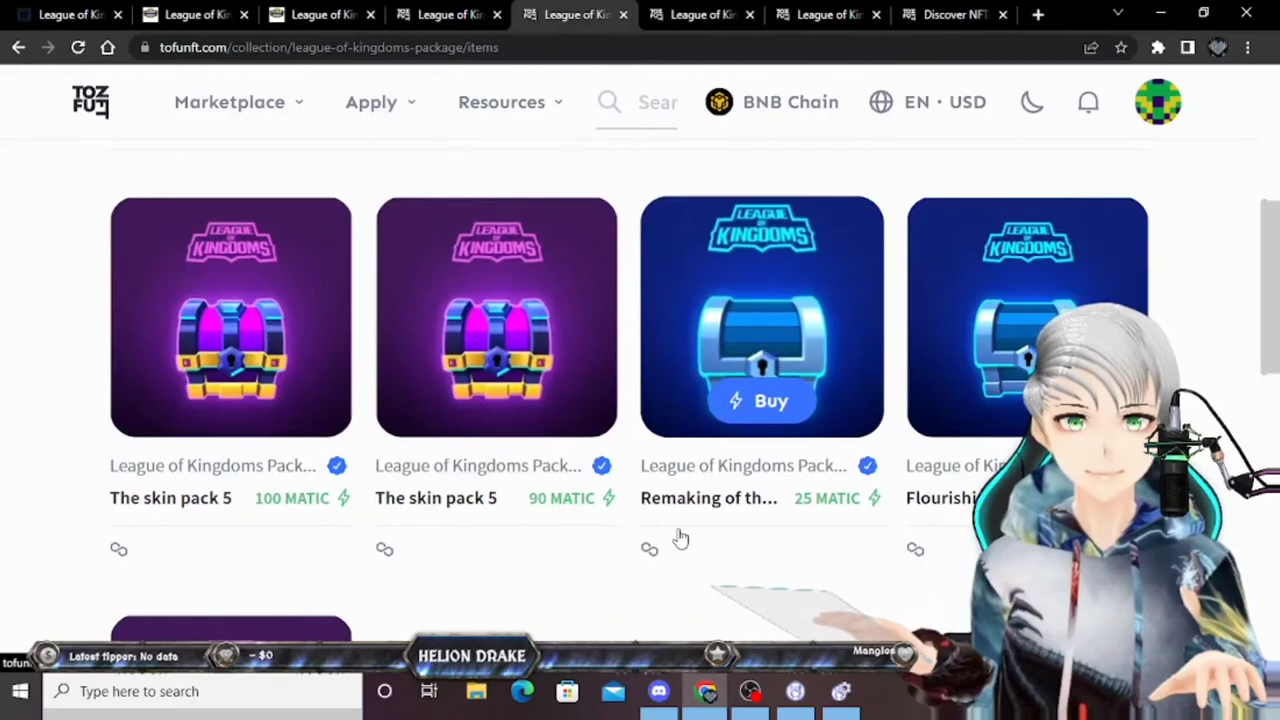 League of Kin
League of Kin
League of Kin
League of Kin
League of Kin
League of Kin
League of Kin
Discover NFT
tofunft.com/collection/league-of-kingdoms-package/items
TOZ
FUFT
Marketplace
Apply
Resources
Sear
BNB Chain
EN · USD
LEAGUE OF KINGDOMS
LEAGUE OF KINGDOMS
LEAGUE OF KINGDOMS
LEAGUE OF KINGDOMS
Buy
League of Kingdoms Pack...
League of Kingdoms Pack...
League of Kingdoms Pack...
League of Ki
The skin pack 5 100 MATIC
The skin pack 5 90 MATIC
Remaking of th... 25 MATIC
Flourishi
Latest tipper: No data
- $0
HELION DRAKE
Manglos
tofun
Type here to search